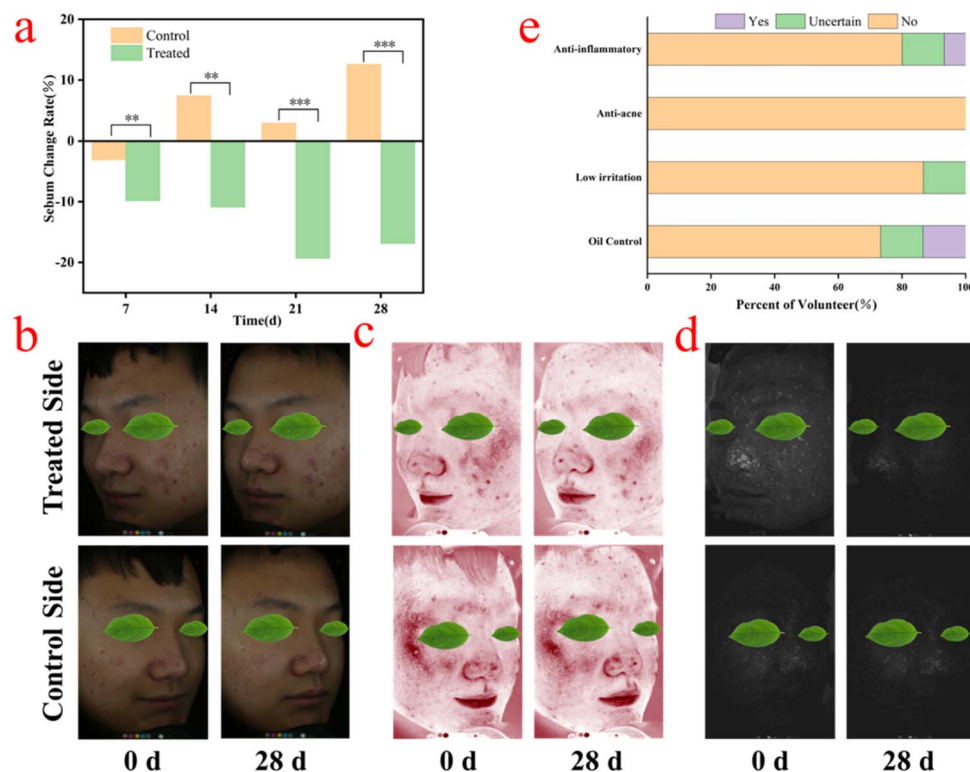 a
Control
Treated
Sebum Change Rate(%)
20
10
0
-10
-20
**
**
***
***
7 14 21 28
Time(d)
e
Yes Uncertain No
Anti-inflammatory
Anti-acne
Low irritation
Oil Control
0 20 40 60 80 100
Percent of Volunteer(%)
b c d
Treated Side
Control Side
0 d 28 d 0 d 28 d 0 d 28 d